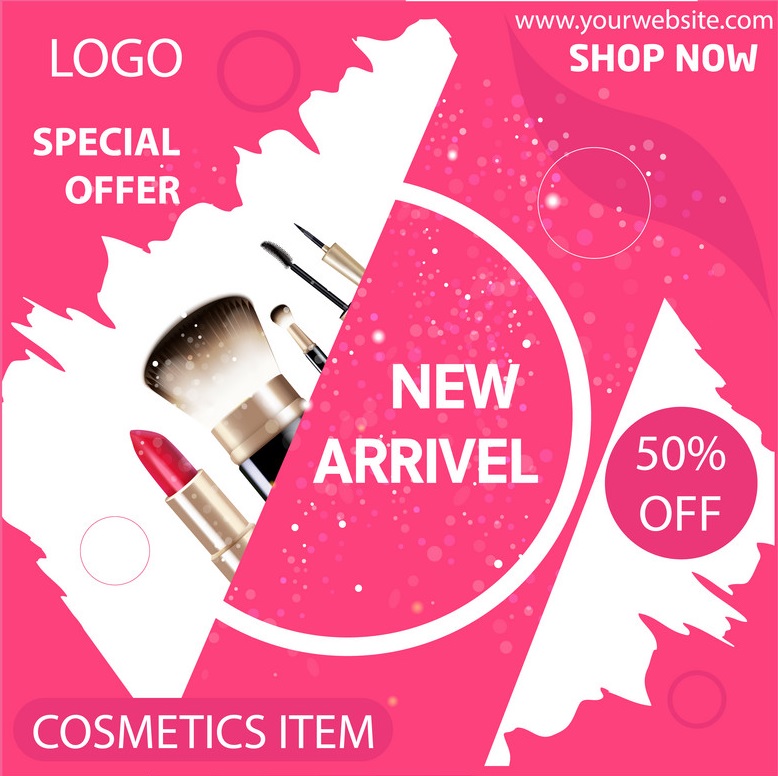 LOGO
www.yourwebsite.com
SHOP NOW
SPECIAL
OFFER
NEW
ARRIVEL
50%
OFF
COSMETICS ITEM